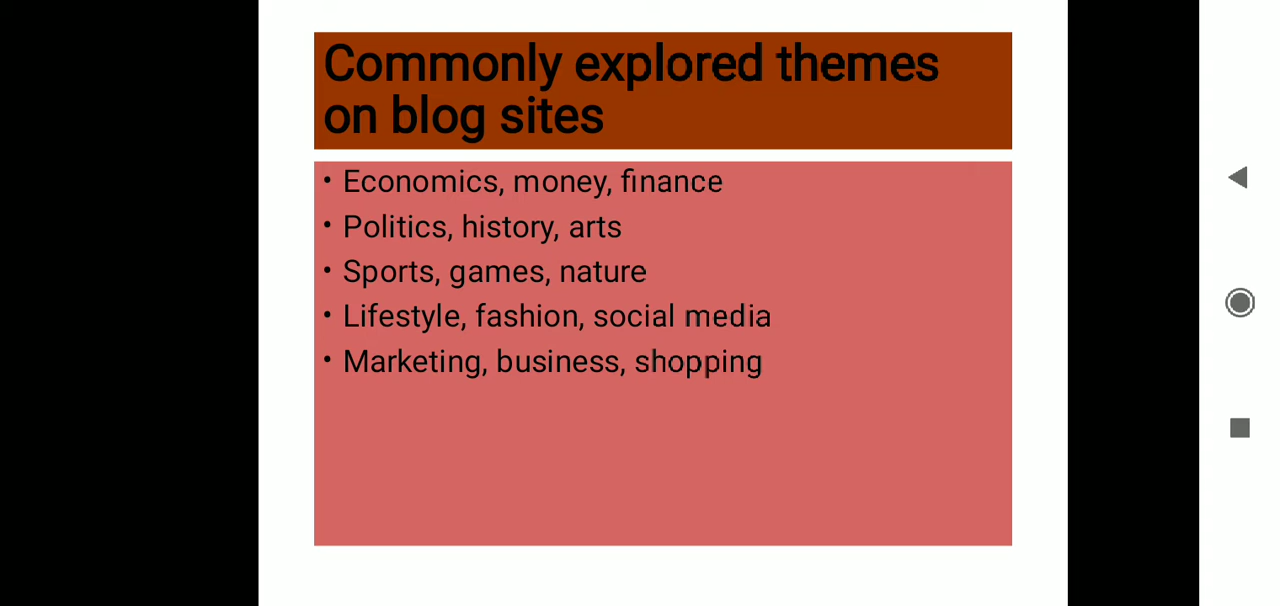 Commonly explored themes
on blog sites
• Economics, money, finance
• Politics, history, arts
• Sports, games, nature
• Lifestyle, fashion, social media
• Marketing, business, shopping